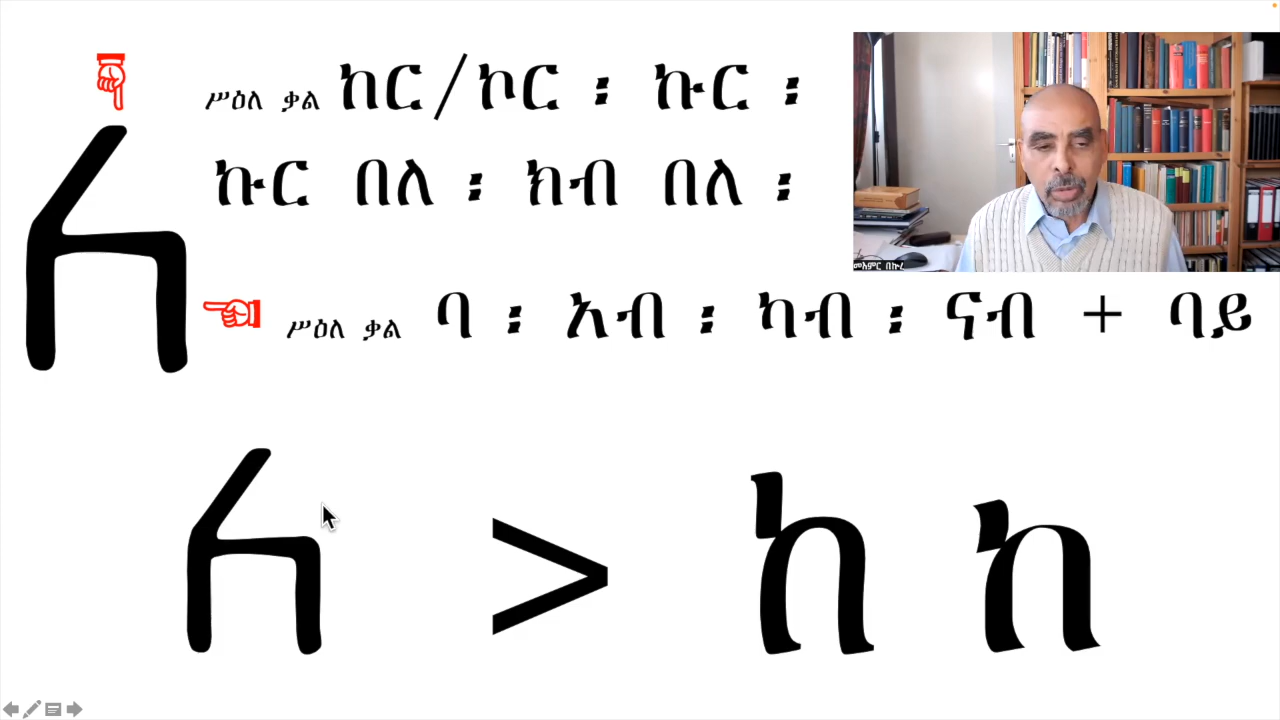 ሥዕለ ቃል ከር/ኮር ፡ ኩር ፡
ኩር በለ ፡ ክብ በለ ፡
ሥዕለ ቃል ባ ፡ አብ ፡ ካብ ፡ ናብ + ባይ
ከ > ከ ከ